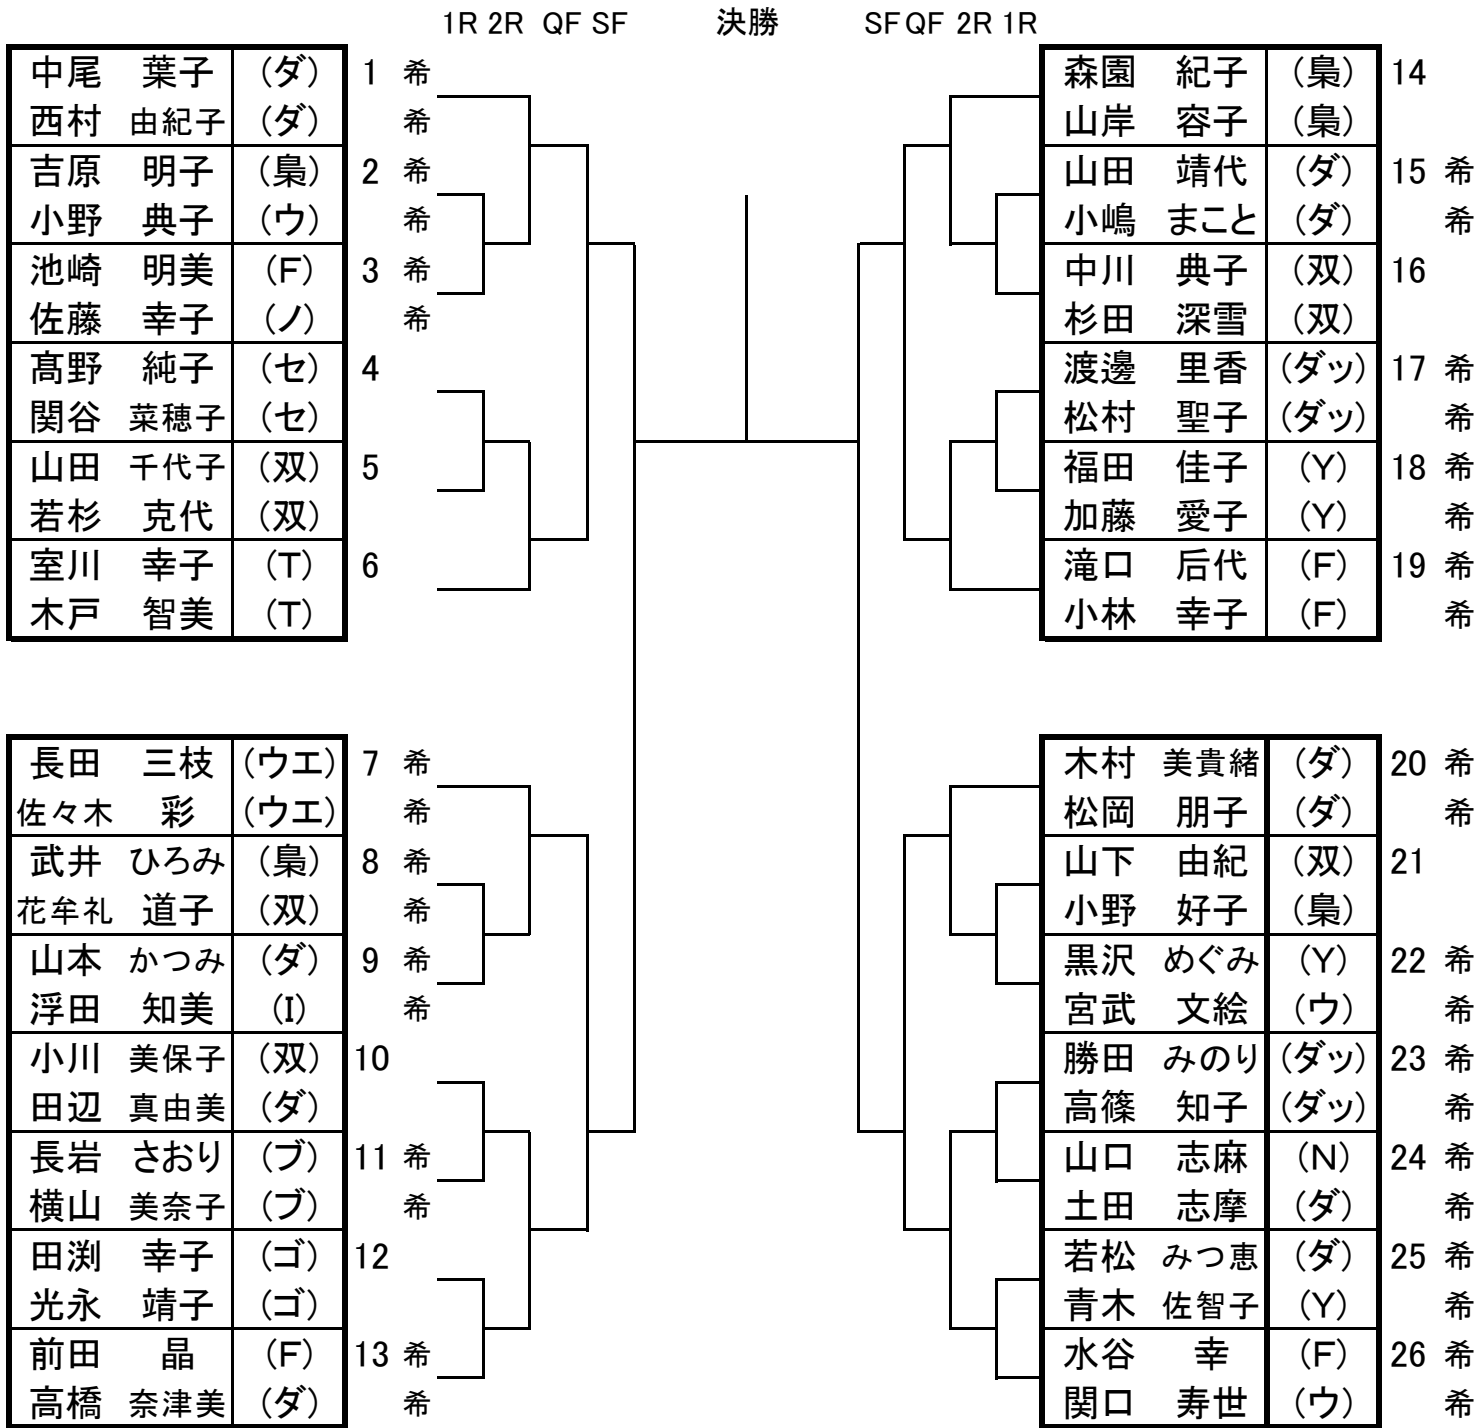 1R 2R QF SF 決勝 SF QF 2R 1R
中尾 葉子 (ダ) 1 希
西村 由紀子 (ダ) 希
吉原 明子 (梟) 2 希
小野 典子 (ウ) 希
池崎 明美 (F) 3 希
佐藤 幸子 (ノ) 希
髙野 純子 (セ) 4
関谷 菜穂子 (セ)
山田 千代子 (双) 5
若杉 克代 (双)
室川 幸子 (T) 6
木戸 智美 (T)
長田 三枝 (ウエ) 7 希
佐々木 彩 (ウエ) 希
武井 ひろみ (梟) 8 希
花牟礼 道子 (双) 希
山本 かつみ (ダ) 9 希
浮田 知美 (I) 希
小川 美保子 (双) 10
田辺 真由美 (ダ)
長岩 さおり (ブ) 11 希
横山 美奈子 (ブ) 希
田渕 幸子 (ゴ) 12
光永 靖子 (ゴ)
前田 晶 (F) 13 希
高橋 奈津美 (ダ) 希
森園 紀子 (梟) 14
山岸 容子 (梟)
山田 靖代 (ダ) 15 希
小嶋 まこと (ダ) 希
中川 典子 (双) 16
杉田 深雪 (双)
渡邊 里香 (ダッ) 17 希
松村 聖子 (ダッ) 希
福田 佳子 (Y) 18 希
加藤 愛子 (Y) 希
滝口 后代 (F) 19 希
小林 幸子 (F) 希
木村 美貴緒 (ダ) 20 希
松岡 朋子 (ダ) 希
山下 由紀 (双) 21
小野 好子 (梟)
黒沢 めぐみ (Y) 22 希
宮武 文絵 (ウ) 希
勝田 みのり (ダッ) 23 希
高篠 知子 (ダッ) 希
山口 志麻 (N) 24 希
土田 志摩 (ダ) 希
若松 みつ恵 (ダ) 25 希
青木 佐智子 (Y) 希
水谷 幸 (F) 26 希
関口 寿世 (ウ) 希